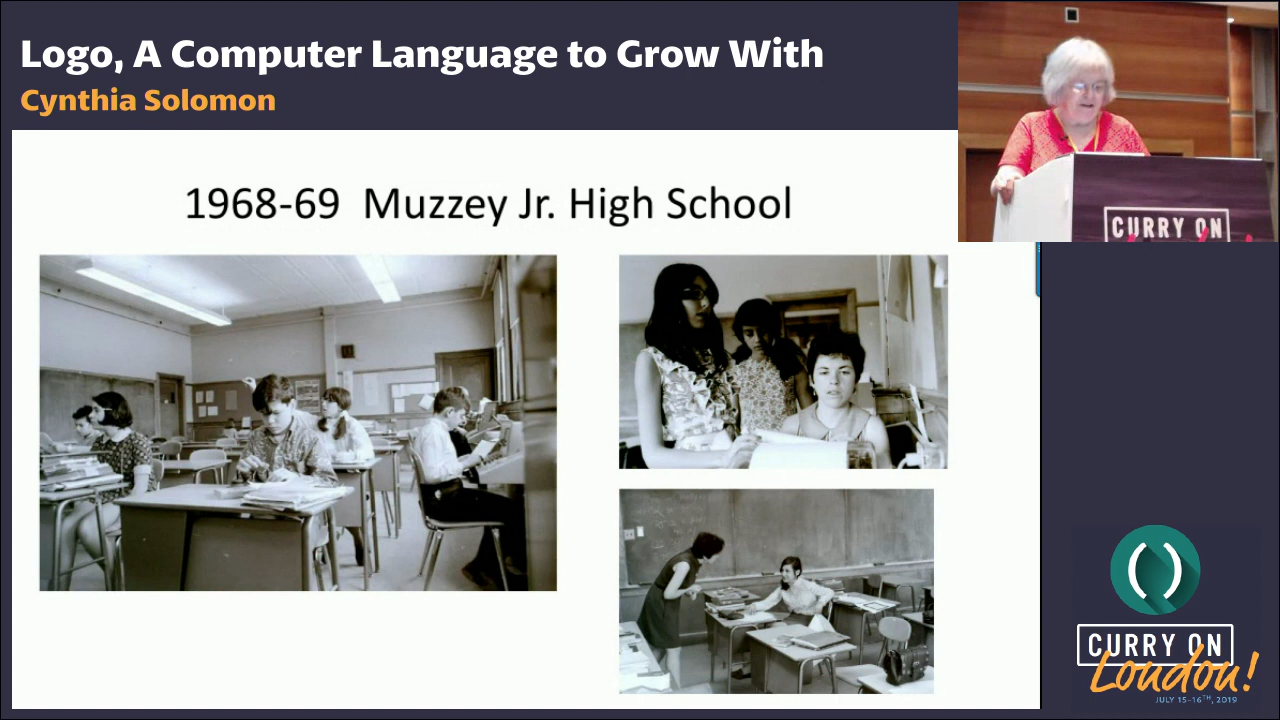 Logo, A Computer Language to Grow With
Cynthia Solomon
1968-69 Muzzey Jr. High School
CURRY ON
CURRY ON
London!
JULY 15-16TH, 2019